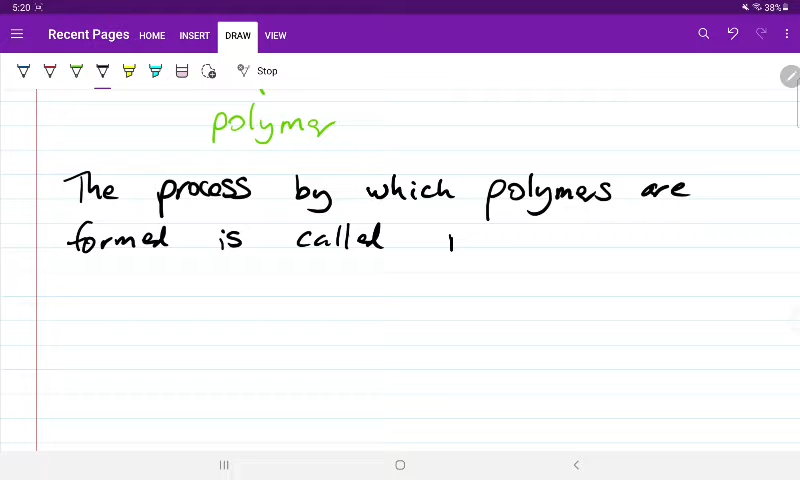 5:20 38%
Recent Pages HOME INSERT DRAW VIEW
Stop
polymer
The process by which polymers are
formed is called